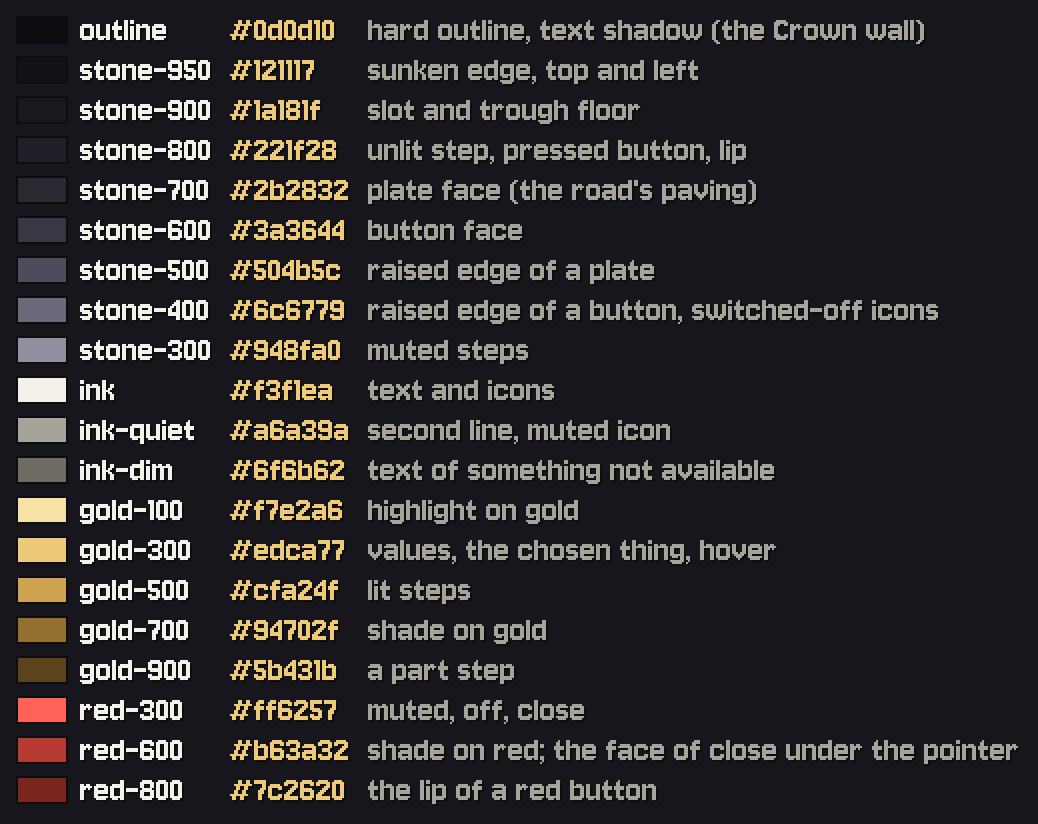 outline #0d0d10 hard outline, text shadow (the Crown wall)
stone-950 #121117 sunken edge, top and left
stone-900 #1a181f slot and trough floor
stone-800 #221f28 unlit step, pressed button, lip
stone-700 #2b2832 plate face (the road's paving)
stone-600 #3a3644 button face
stone-500 #504b5c raised edge of a plate
stone-400 #6c6779 raised edge of a button, switched-off icons
stone-300 #948fa0 muted steps
ink #f3f1ea text and icons
ink-quiet #a6a39a second line, muted icon
ink-dim #6f6b62 text of something not available
gold-100 #f7e2a6 highlight on gold
gold-300 #edca77 values, the chosen thing, hover
gold-500 #cfa24f lit steps
gold-700 #94702f shade on gold
gold-900 #5b431b a part step
red-300 #ff6257 muted, off, close
red-600 #b63a32 shade on red; the face of close under the pointer
red-800 #7c2620 the lip of a red button